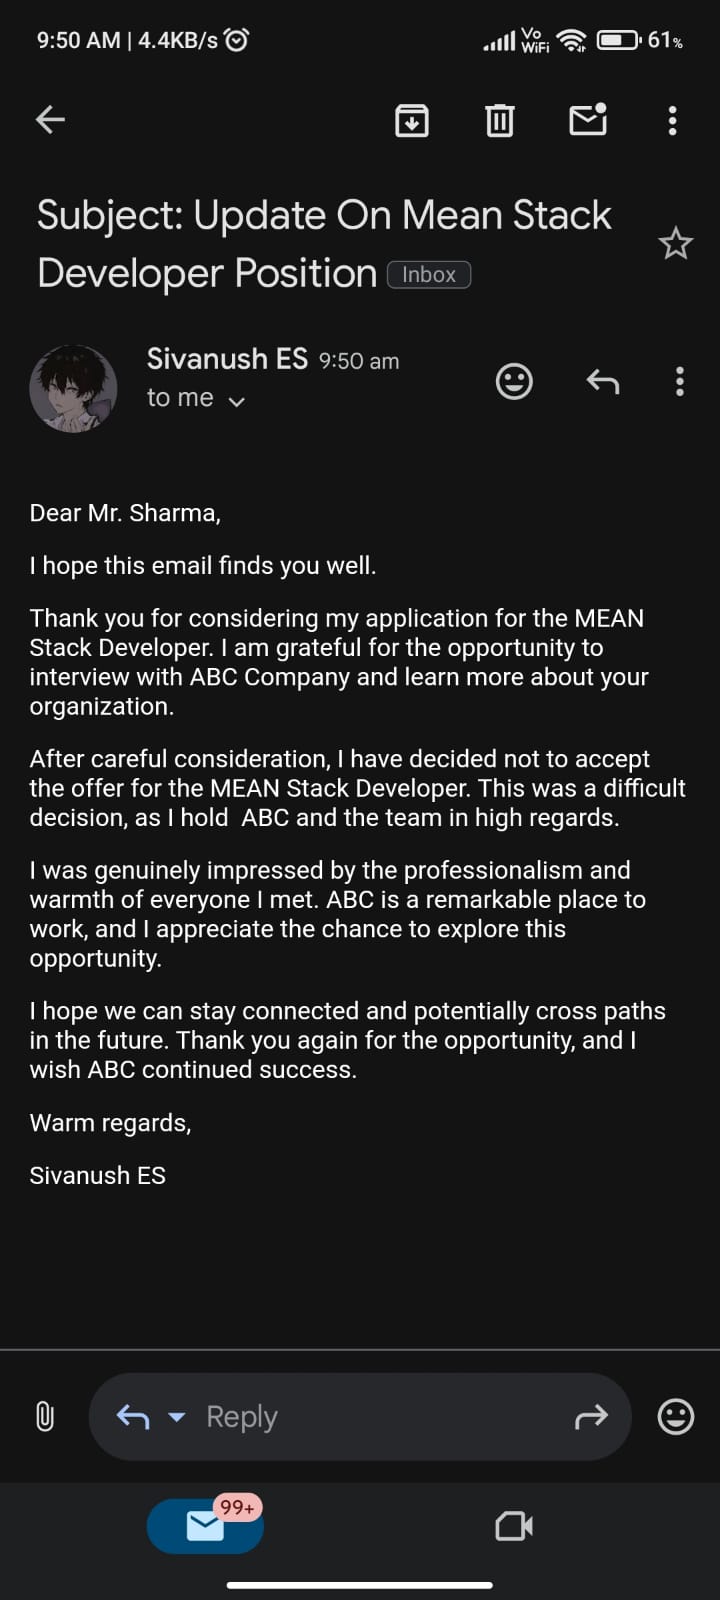 9:50 AM | 4.4KB/s
Vo
WiFi
61%
Subject: Update On Mean Stack
Developer Position Inbox
Sivanush ES 9:50 am
to me
Dear Mr. Sharma,
I hope this email finds you well.
Thank you for considering my application for the MEAN
Stack Developer. I am grateful for the opportunity to
interview with ABC Company and learn more about your
organization.
After careful consideration, I have decided not to accept
the offer for the MEAN Stack Developer. This was a difficult
decision, as I hold  ABC and the team in high regards.
I was genuinely impressed by the professionalism and
warmth of everyone I met. ABC is a remarkable place to
work, and I appreciate the chance to explore this
opportunity.
I hope we can stay connected and potentially cross paths
in the future. Thank you again for the opportunity, and I
wish ABC continued success.
Warm regards,
Sivanush ES
Reply
99+